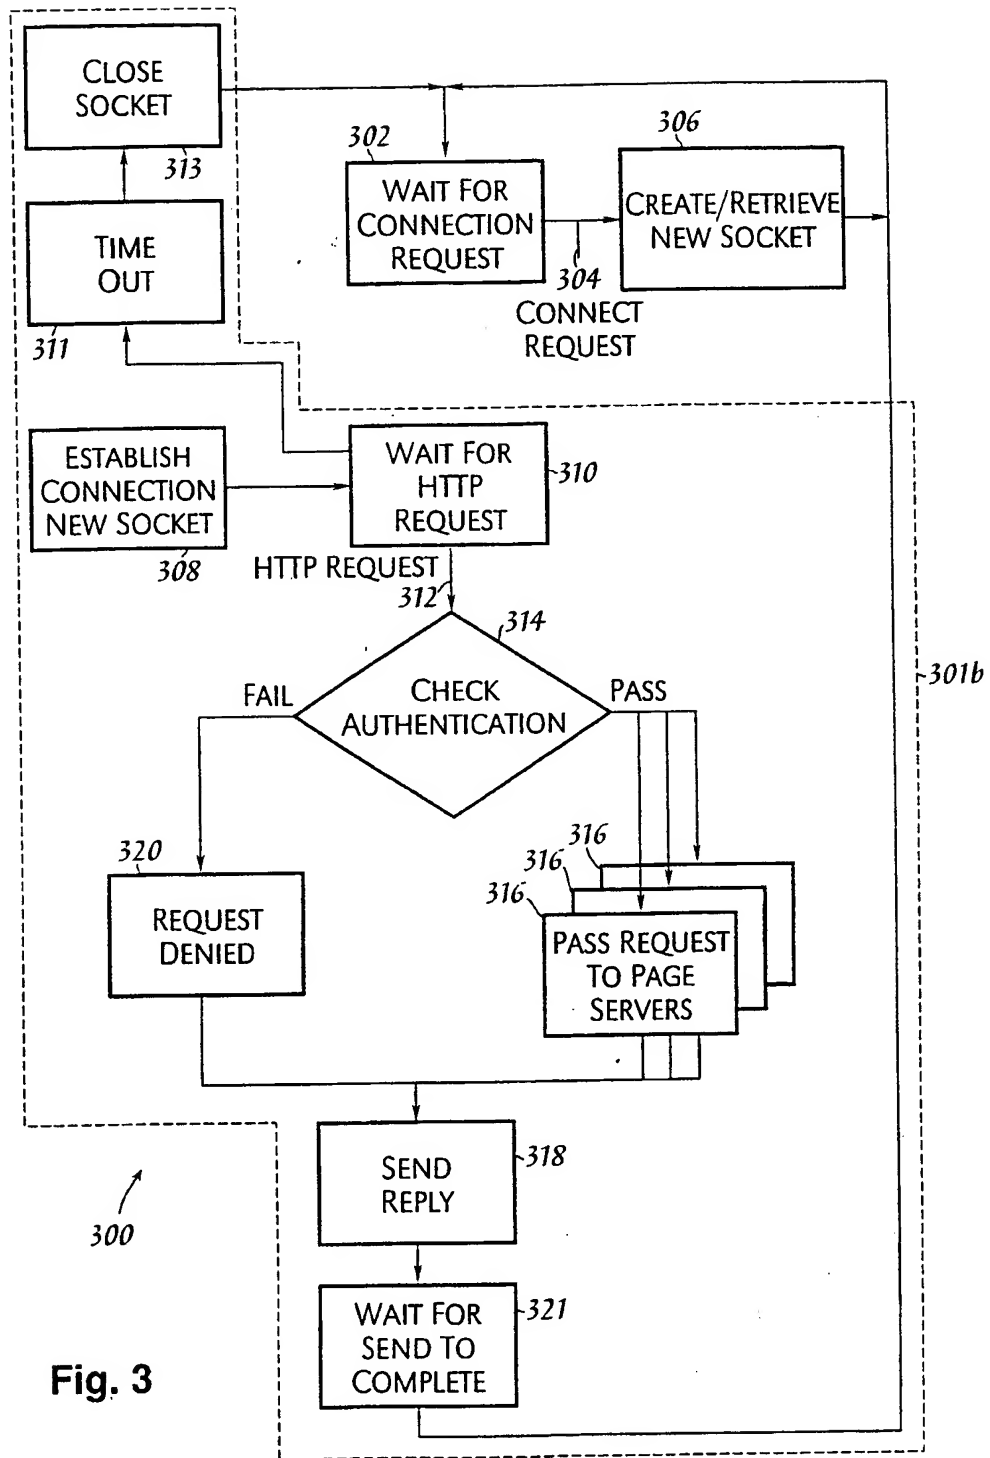 CLOSE
SOCKET
313
302
306
WAIT FOR
CONNECTION
REQUEST
CREATE/RETRIEVE
NEW SOCKET
304
CONNECT
REQUEST
TIME
OUT
311
ESTABLISH
CONNECTION
NEW SOCKET
308
WAIT FOR
HTTP
REQUEST
310
HTTP REQUEST
312
314
CHECK
AUTHENTICATION
FAIL
PASS
301b
320
REQUEST
DENIED
316
316
316
PASS REQUEST
TO PAGE
SERVERS
SEND
REPLY
318
300
WAIT FOR
SEND TO
COMPLETE
321
Fig. 3